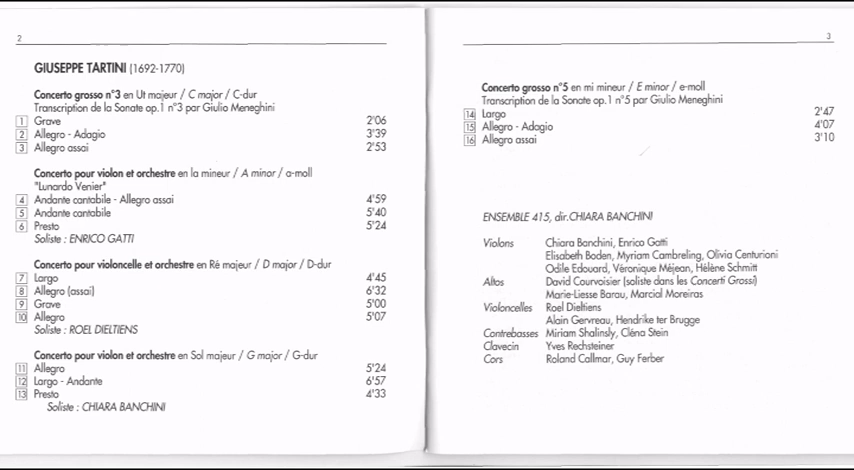 2
GIUSEPPE TARTINI (1692-1770)
Concerto grosso n°3 en Ut majeur / C major / C-dur
Transcription de la Sonate op.1 n°3 par Giulio Meneghini
1 Grave 2'06
2 Allegro - Adagio 3'39
3 Allegro assai 2'53
Concerto pour violon et orchestre en la mineur / A minor / a-moll
"Lunardo Venier"
4 Andante cantabile - Allegro assai 4'59
5 Andante cantabile 5'40
6 Presto 5'24
Soliste : ENRICO GATTI
Concerto pour violoncelle et orchestre en Ré majeur / D major / D-dur
7 Largo 4'45
8 Allegro (assai) 6'32
9 Grave 5'00
10 Allegro 5'07
Soliste : ROEL DIELTIENS
Concerto pour violon et orchestre en Sol majeur / G major / G-dur
11 Allegro 5'24
12 Largo - Andante 6'57
13 Presto 4'33
Soliste : CHIARA BANCHINI
3
Concerto grosso n°5 en mi mineur / E minor / e-moll
Transcription de la Sonate op.1 n°5 par Giulio Meneghini
14 Largo 2'47
15 Allegro - Adagio 4'07
16 Allegro assai 3'10
ENSEMBLE 415, dir.CHIARA BANCHINI
Violons Chiara Banchini, Enrico Gatti
Elisabeth Boden, Myriam Cambreling, Olivia Centurioni
Odile Edouard, Véronique Méjean, Hélène Schmitt
Altos David Courvoisier (soliste dans les Concerti Grossi)
Marie-Liesse Barau, Marcial Moreiras
Violoncelles Roel Dieltiens
Alain Gervreau, Hendrike ter Brugge
Contrebasses Miriam Shalinsly, Cléna Stein
Clavecin Yves Rechsteiner
Cors Roland Callmar, Guy Ferber